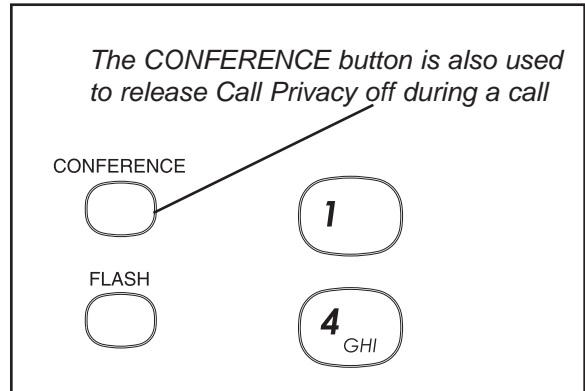 The CONFERENCE button is also used
to release Call Privacy off during a call
CONFERENCE
1
FLASH
4 GHI